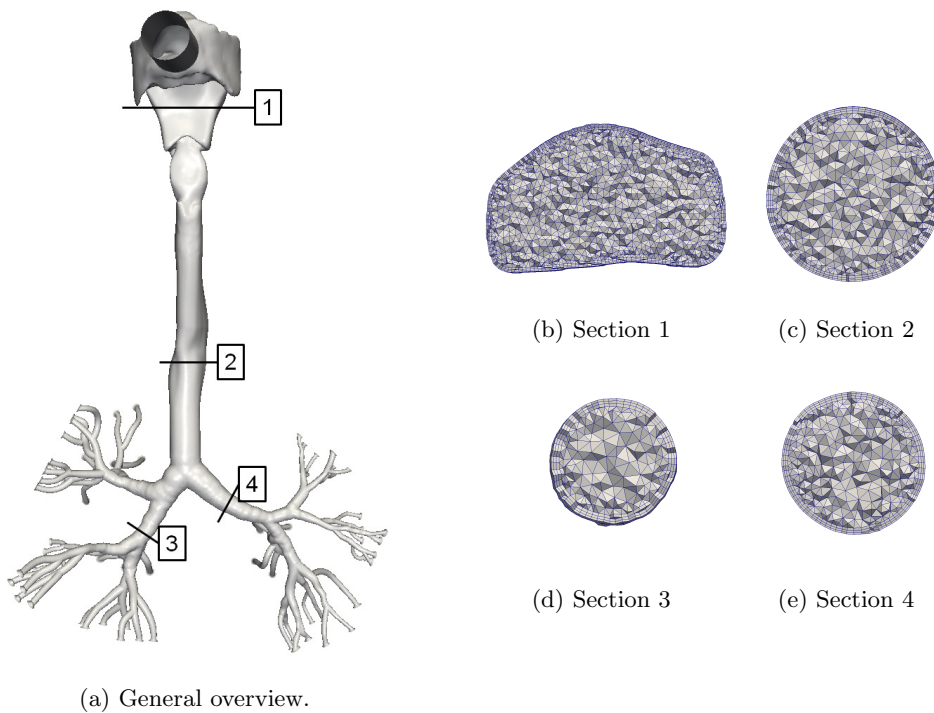 1
2
4
3
(b) Section 1
(c) Section 2
(d) Section 3
(e) Section 4
(a) General overview.